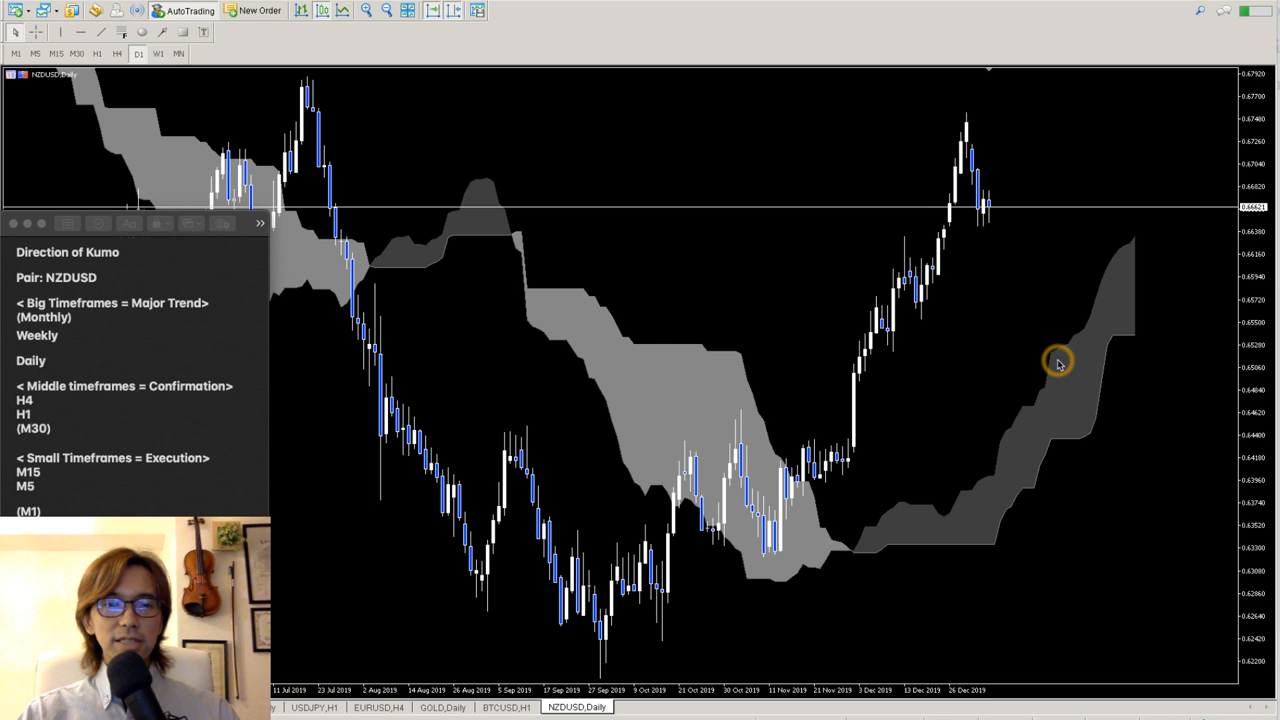 AutoTrading
New Order
M1 M5 M15 M30 H1 H4 D1 W1 MN
NZDUSD,Daily
Direction of Kumo
Pair: NZDUSD
< Big Timeframes = Major Trend>
(Monthly)
Weekly
Daily
< Middle timeframes = Confirmation>
H4
H1
(M30)
< Small Timeframes = Execution>
M15
M5
(M1)
0.67920
0.67700
0.67480
0.67260
0.67040
0.66820
0.66621
0.66380
0.66160
0.65940
0.65720
0.65500
0.65280
0.65060
0.64840
0.64620
0.64400
0.64180
0.63960
0.63740
0.63520
0.63300
0.63080
0.62860
0.62640
0.62420
0.62200
11 Jul 2019 23 Jul 2019 2 Aug 2019 14 Aug 2019 26 Aug 2019 5 Sep 2019 17 Sep 2019 27 Sep 2019 9 Oct 2019 21 Oct 2019 30 Oct 2019 11 Nov 2019 21 Nov 2019 3 Dec 2019 13 Dec 2019 26 Dec 2019
USDJPY,H1 EURUSD,H4 GOLD,Daily BTCUSD,H1 NZDUSD,Daily